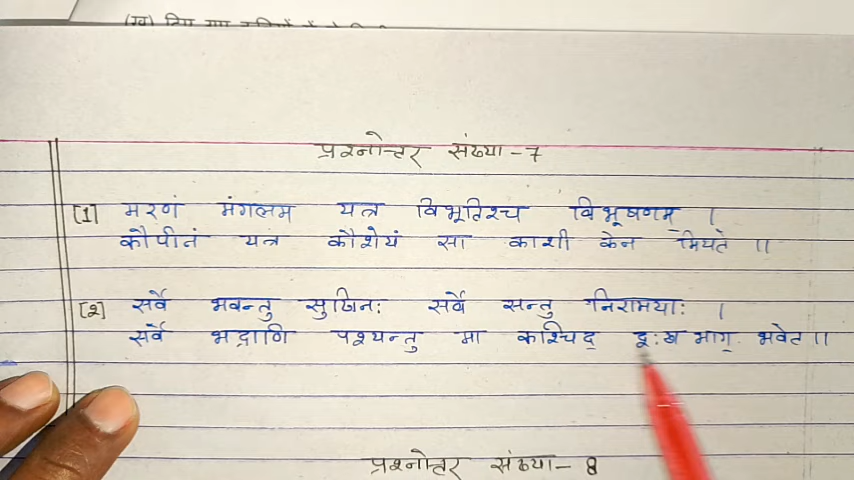 प्रश्नोत्तर संख्या - 7
[1] मरणं मंगलम यत्र विभूतिश्च विभूषणम् ।
कौपीनं यत्र कौशेयं सा काशी केन मियते ॥
[2] सर्वे भवन्तु सुखिनः सर्वे सन्तु निरामयाः ।
सर्वे भद्राणि पश्यन्तु मा कश्चिद् दुःख भाग् भवेत ॥
प्रश्नोत्तर संख्या - 8